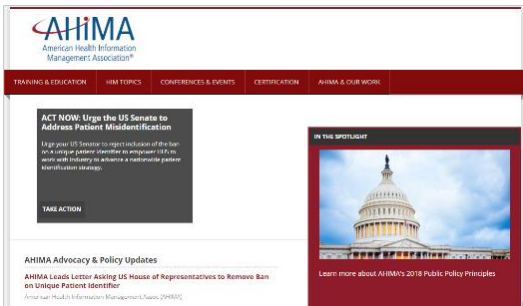 AHIMA
American Health Information
Management Association®
TRAINING & EDUCATION
HIM TOPICS
CONFERENCES & EVENTS
CERTIFICATION
AHIMA & OUR WORK
ACT NOW: Urge the US Senate to
Address Patient Misidentification
Urge your US Senator to reject inclusion of the ban
on a unique patient identifier to empower HHS to
work with industry to advance a nationwide patient
identification strategy.
TAKE ACTION
IN THE SPOTLIGHT
Learn more about AHIMA's 2018 Public Policy Principles
AHIMA Advocacy & Policy Updates
AHIMA Leads Letter Asking US House of Representatives to Remove Ban
on Unique Patient Identifier
American Health Information Management Assoc (AHIMA)